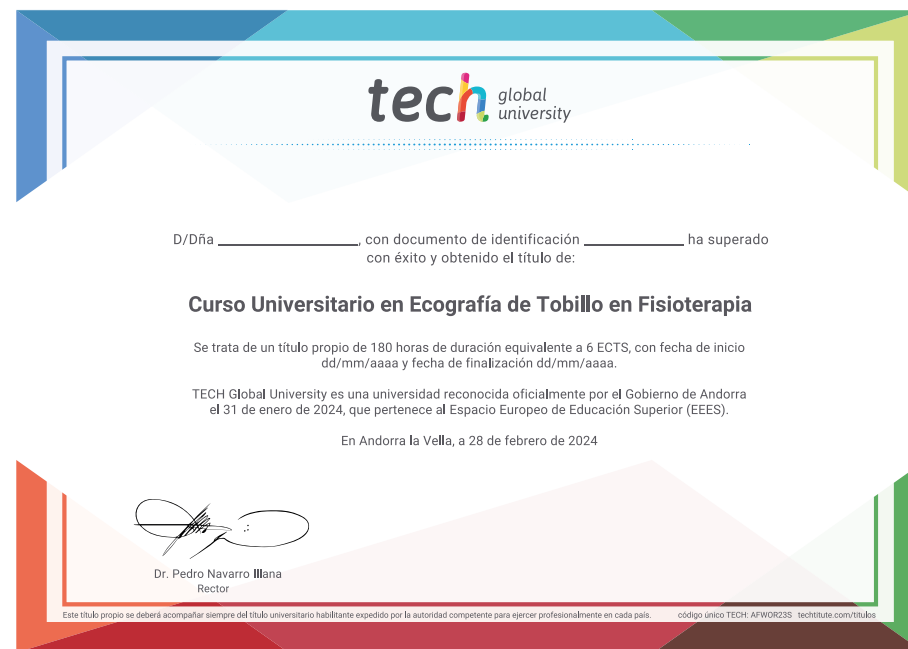 tech global university
D/Dña ____________________, con documento de identificación ______________ ha superado
con éxito y obtenido el título de:
Curso Universitario en Ecografía de Tobillo en Fisioterapia
Se trata de un título propio de 180 horas de duración equivalente a 6 ECTS, con fecha de inicio
dd/mm/aaaa y fecha de finalización dd/mm/aaaa.
TECH Global University es una universidad reconocida oficialmente por el Gobierno de Andorra
el 31 de enero de 2024, que pertenece al Espacio Europeo de Educación Superior (EEES).
En Andorra la Vella, a 28 de febrero de 2024
Dr. Pedro Navarro Illana
Rector
Este título propio se deberá acompañar siempre del título universitario habilitante expedido por la autoridad competente para ejercer profesionalmente en cada país. código único TECH: AFWOR23S techtitute.com/titulos